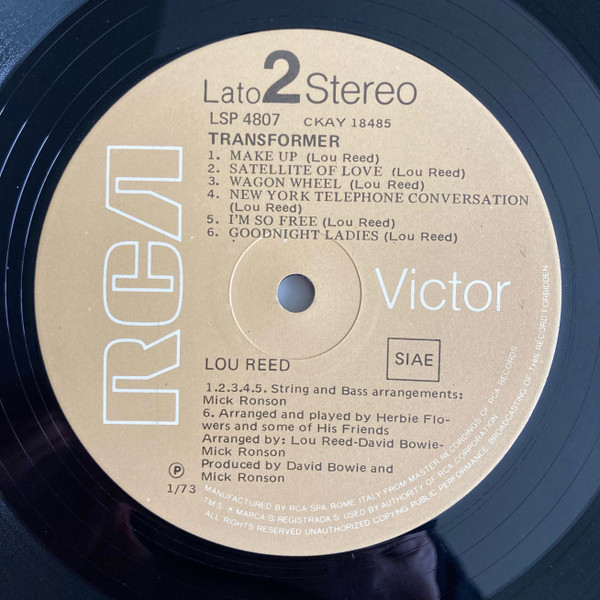 Lato 2 Stereo
LSP 4807 CKAY 18485
TRANSFORMER
1. MAKE UP (Lou Reed)
2. SATELLITE OF LOVE (Lou Reed)
3. WAGON WHEEL (Lou Reed)
4. NEW YORK TELEPHONE CONVERSATION
(Lou Reed)
5. I'M SO FREE (Lou Reed)
6. GOODNIGHT LADIES (Lou Reed)
RCA
Victor
LOU REED
SIAE
1.2.3.4.5. String and Bass arrangements:
Mick Ronson
6. Arranged and played by Herbie Flo-
wers and some of His Friends
Arranged by: Lou Reed-David Bowie-
Mick Ronson
Produced by David Bowie and
Mick Ronson
℗
1/73
MANUFACTURED BY RCA SPA, ROME ITALY FROM MASTER RECORDINGS OF RCA RECORDS
TMS ® MARCAS REGISTRADAS USED BY AUTHORITY OF RCA CORPORATION
ALL RIGHTS RESERVED UNAUTHORIZED COPYING PUBLIC PERFORMANCE BROADCASTING OF THIS RECORD FORBIDDEN